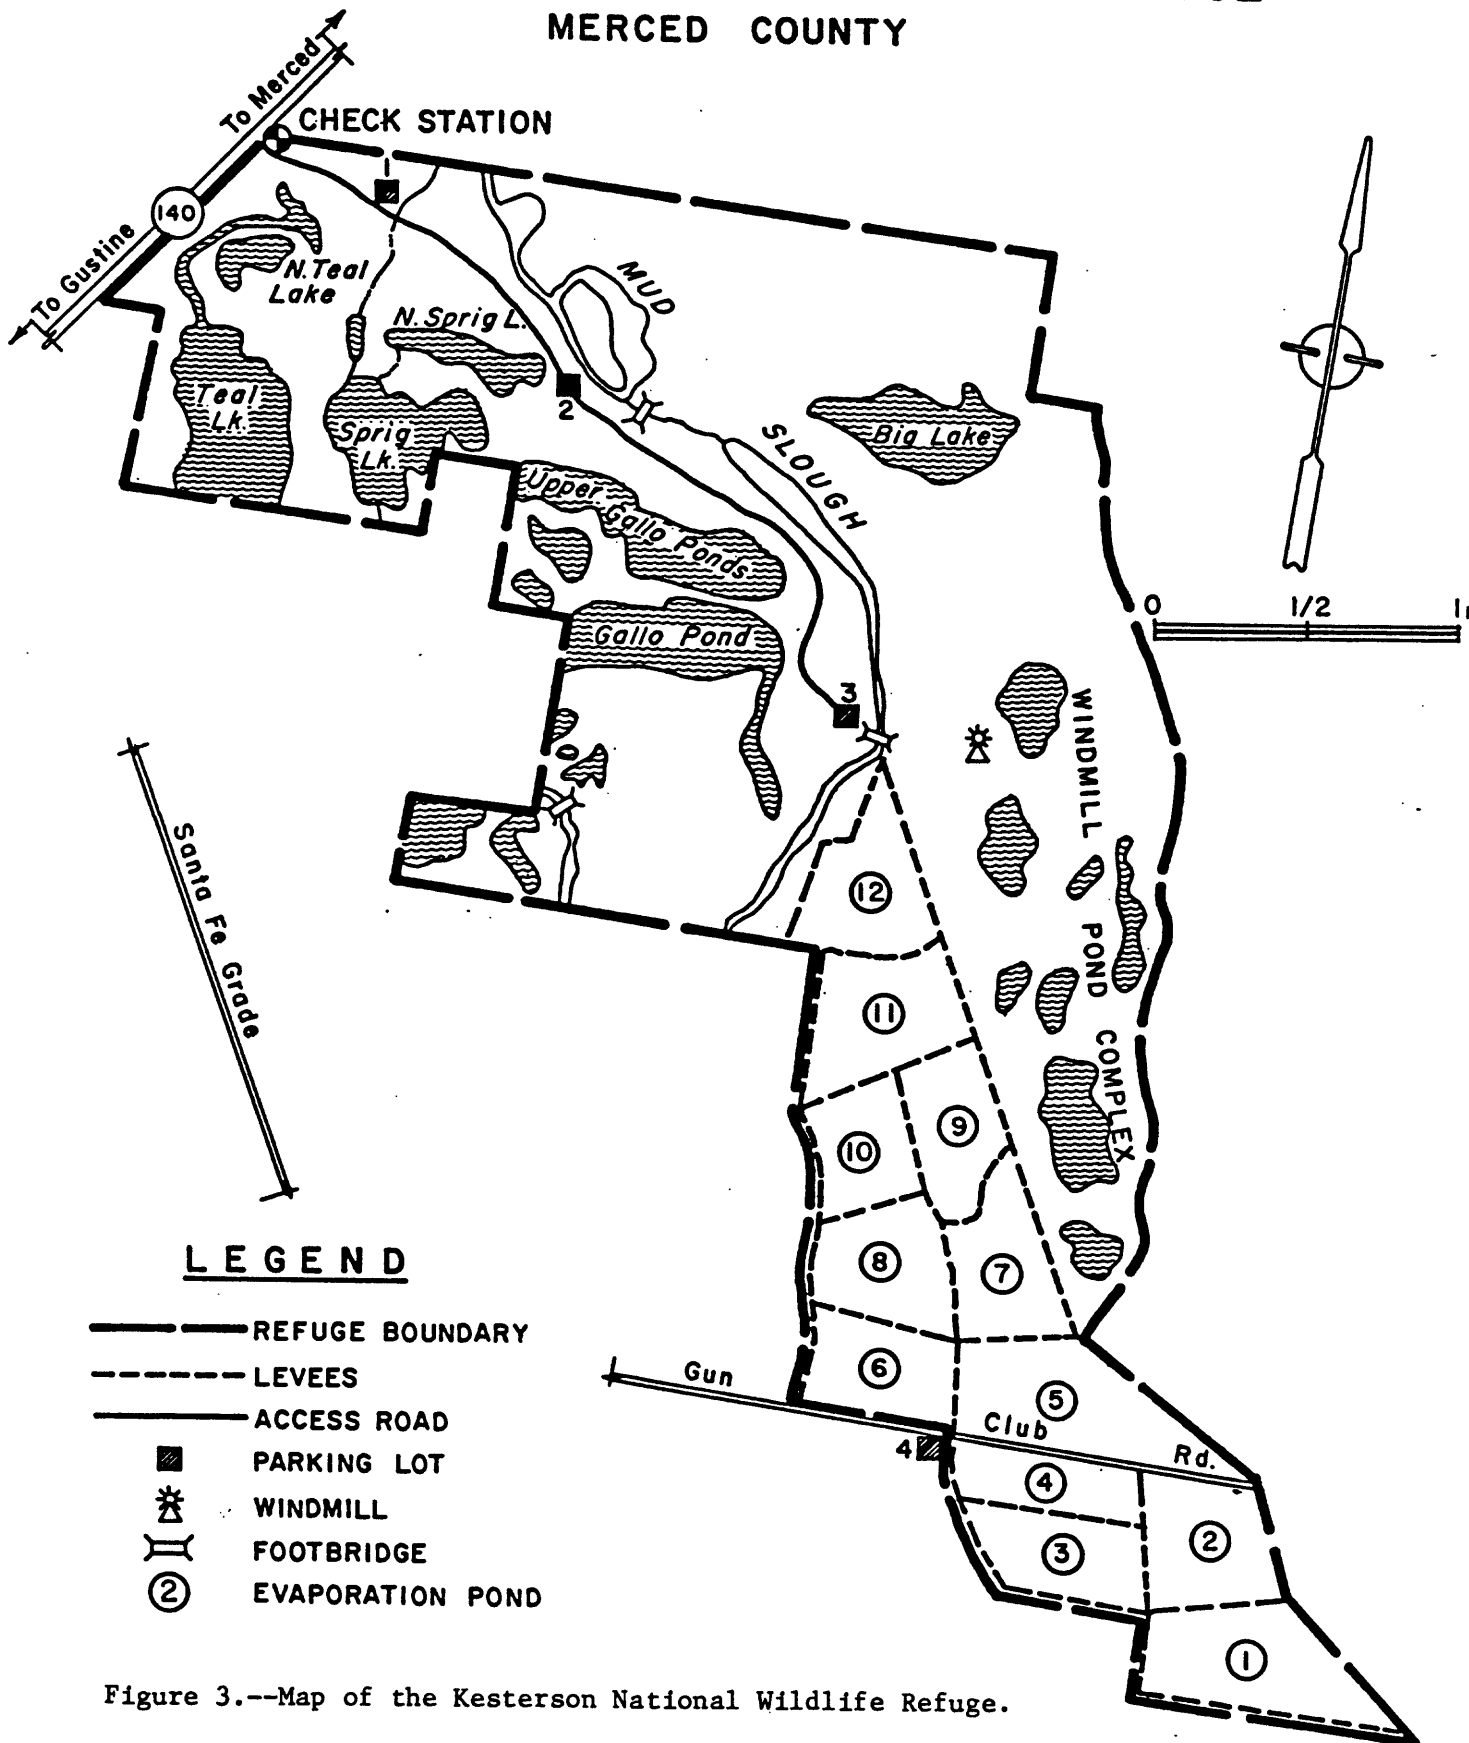 MERCED COUNTY
To Merced
CHECK STATION
140
To Gustine
N. Teal
Lake
MUD
N. Sprig L.
Teal
Lk.
2
Sprig
Lk.
SLOUGH
Big Lake
Upper
Gallo Ponds
0 1/2
Gallo Pond
3
WINDMILL
POND
COMPLEX
Santa Fe Grade
12
11
9
10
8
7
6
5
Gun
Club
Rd.
4
4
3
2
1
LEGEND
REFUGE BOUNDARY
LEVEES
ACCESS ROAD
PARKING LOT
WINDMILL
FOOTBRIDGE
2 EVAPORATION POND
Figure 3.--Map of the Kesterson National Wildlife Refuge.